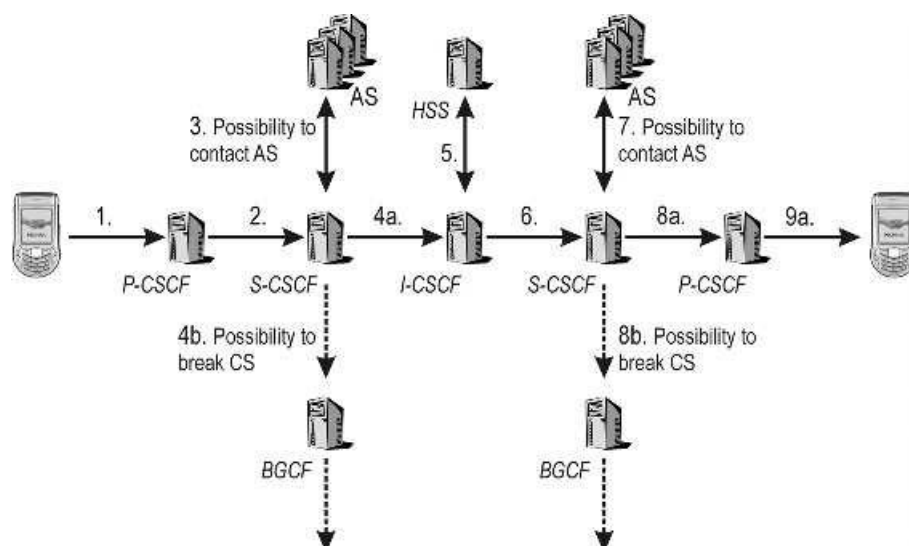 AS
HSS
AS
3. Possibility to
contact AS
5.
7. Possibility to
contact AS
1.
2.
4a.
6.
8a.
9a.
P-CSCF
S-CSCF
I-CSCF
S-CSCF
P-CSCF
4b. Possibility to
break CS
8b. Possibility to
break CS
BGCF
BGCF